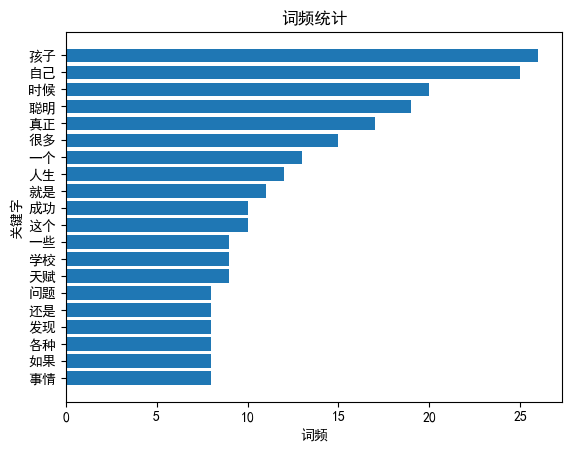 词频统计
关键字
孩子
自己
时候
聪明
真正
很多
一个
人生
就是
成功
这个
一些
学校
天赋
问题
还是
发现
各种
如果
事情
0 5 10 15 20 25
词频